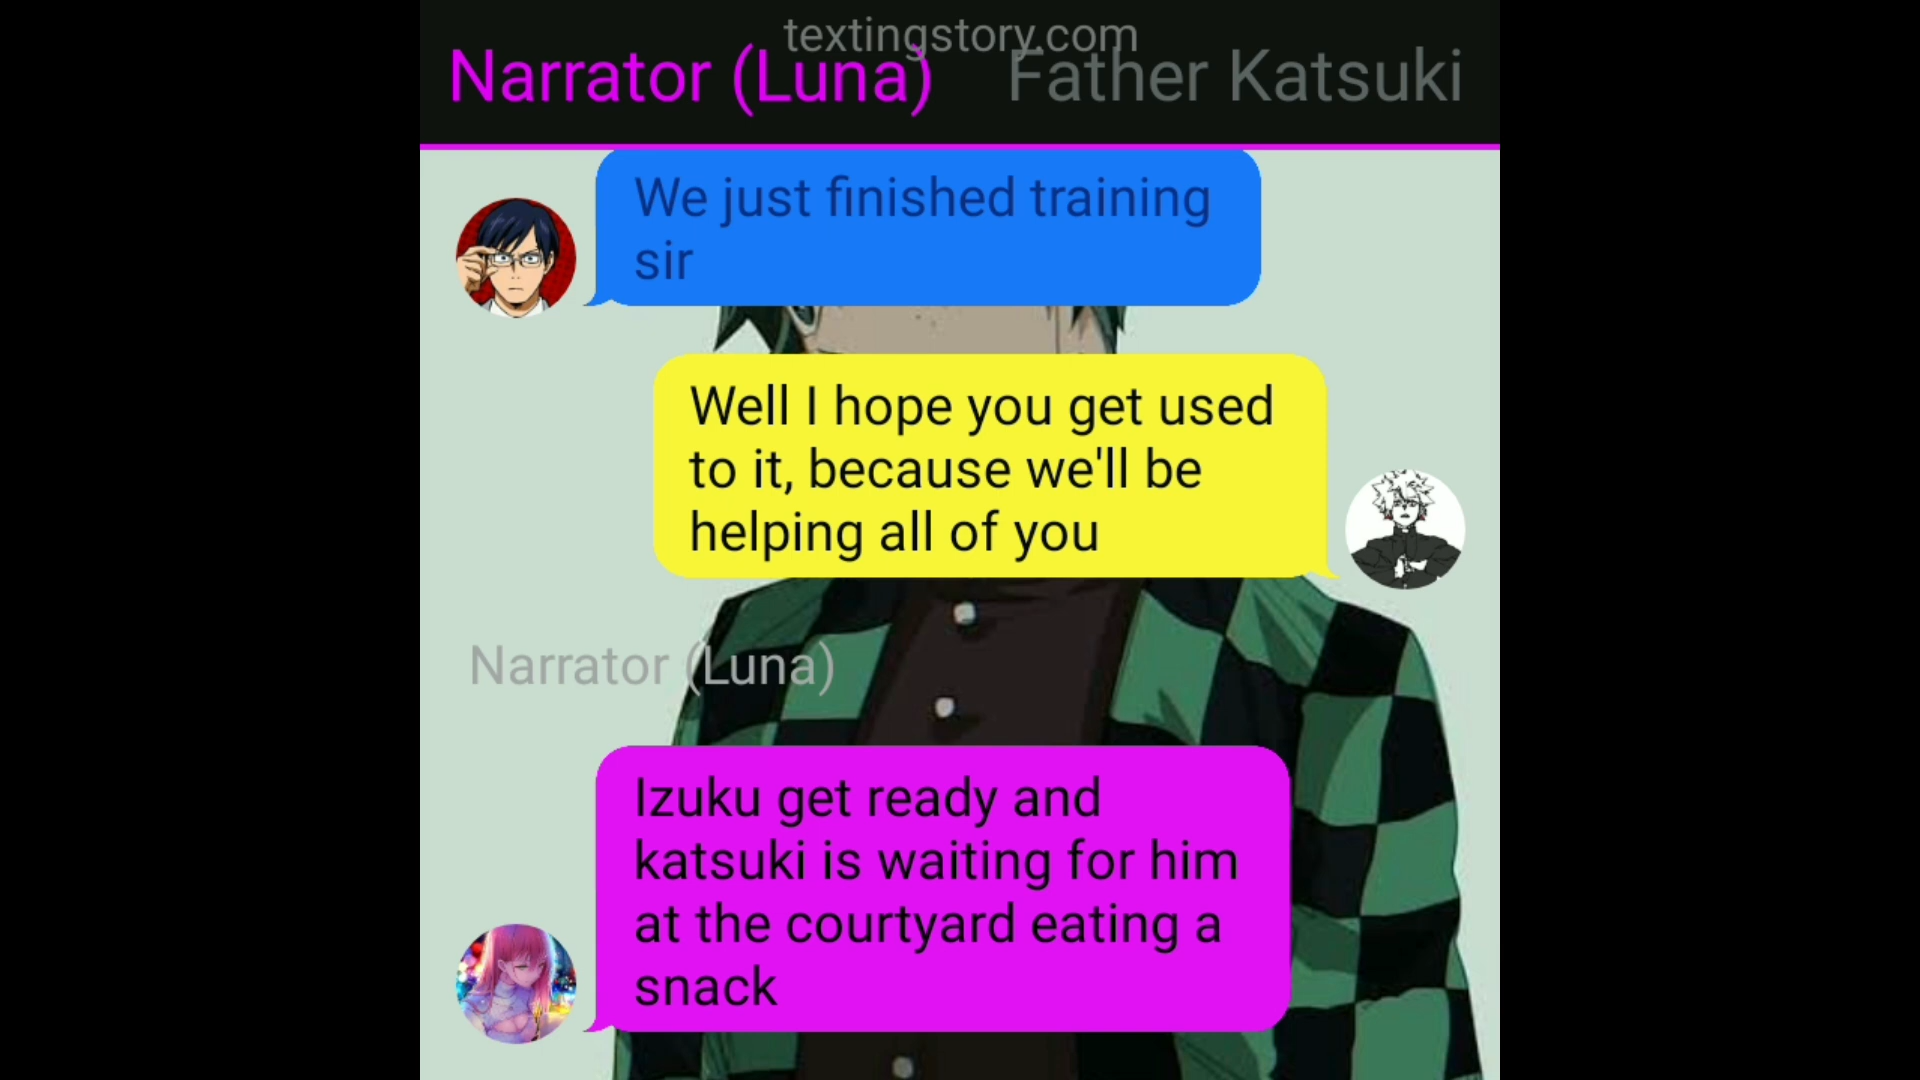 textingstory.com
Narrator (Luna) Father Katsuki
We just finished training
sir
Well I hope you get used
to it, because we'll be
helping all of you
Narrator (Luna)
Izuku get ready and
katsuki is waiting for him
at the courtyard eating a
snack